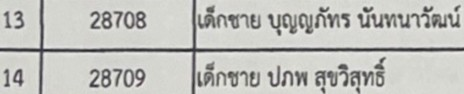 13 28708 เด็กชาย บุญญภัทร นันทนาวัฒน์
14 28709 เด็กชาย ปภพ สุขวิสุทธิ์